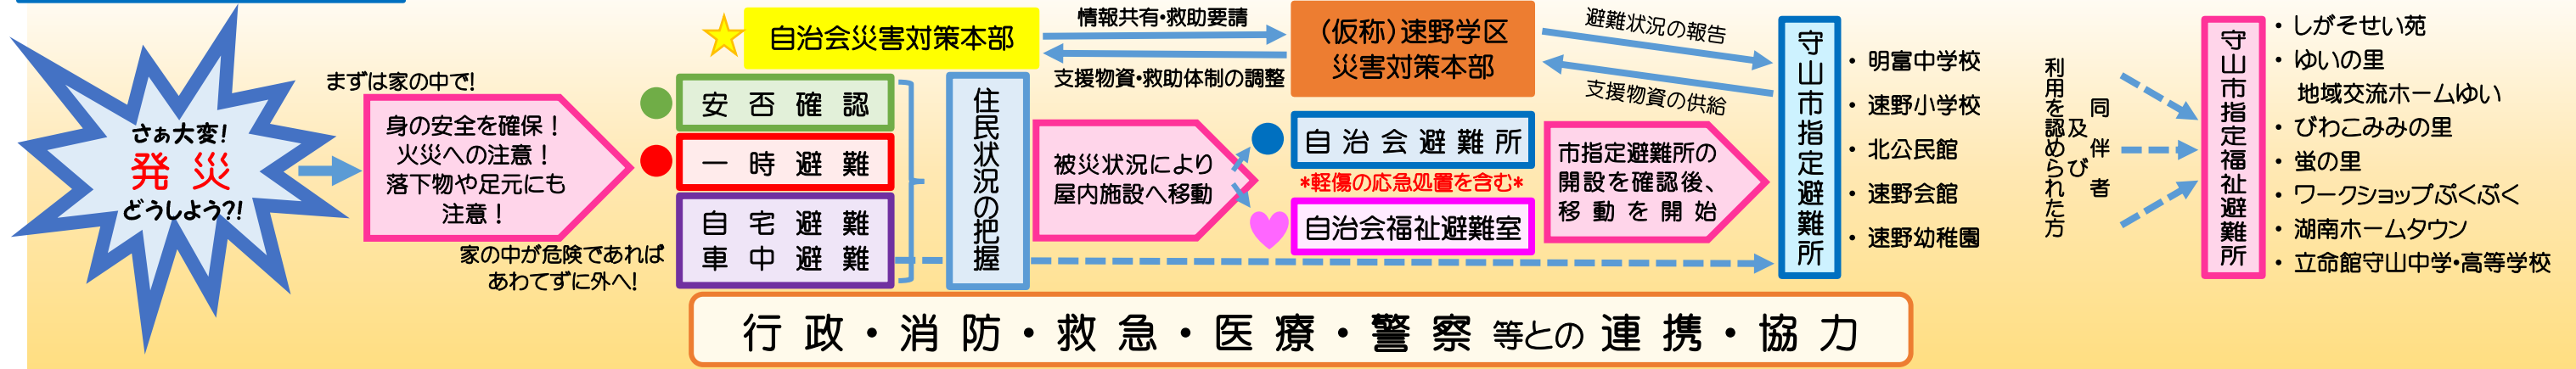 さぁ大変!
発 災
どうしよう?!
まずは家の中で!
身の安全を確保!
火災への注意!
落下物や足元にも
注意!
家の中が危険であれば
あわてずに外へ!
自治会災害対策本部
安 否 確 認
一 時 避 難
自 宅 避 難
車 中 避 難
住民状況の把握
情報共有・救助要請
支援物資・救助体制の調整
(仮称)速野学区
災害対策本部
被災状況により
屋内施設へ移動
自 治 会 避 難 所
*軽傷の応急処置を含む*
自治会福祉避難室
避難状況の報告
支援物資の供給
市指定避難所の
開設を確認後、
移 動 を 開 始
守山市指定避難所
・ 明富中学校
・ 速野小学校
・ 北公民館
・ 速野会館
・ 速野幼稚園
利用を認められた方
及び
同伴者
守山市指定福祉避難所
・ しがそせい苑
・ ゆいの里
地域交流ホームゆい
・ びわこみみの里
・ 蛍の里
・ ワークショップぷくぷく
・ 湖南ホームタウン
・ 立命館守山中学・高等学校
行 政 ・ 消 防 ・ 救 急 ・ 医 療 ・ 警 察 等との 連 携 ・ 協 力